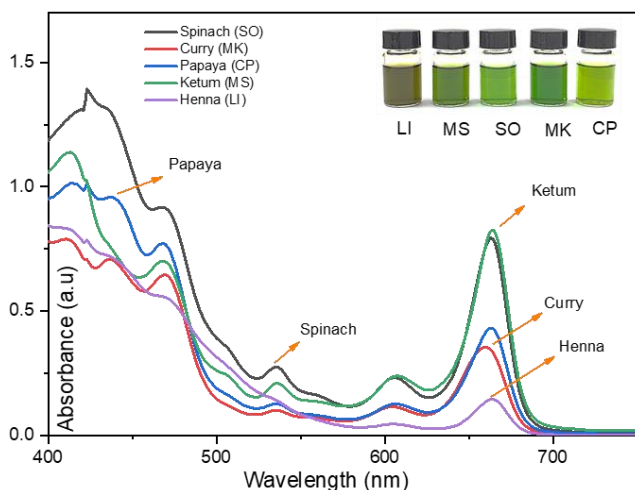 Spinach (SO)
Curry (MK)
Papaya (CP)
Ketum (MS)
Henna (LI)
LI MS SO MK CP
Papaya
Ketum
Spinach
Curry
Henna
1.5
1.0
0.5
0.0
Absorbance (a.u)
400 500 600 700
Wavelength (nm)